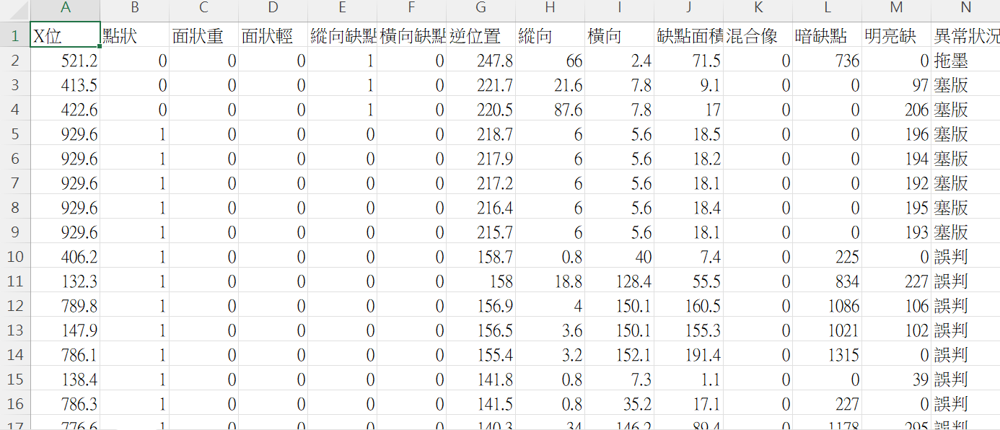 A B C D E F G H I J K L M N
1 X位 點狀 面狀重 面狀輕 縱向缺點 橫向缺點 逆位置 縱向 橫向 缺点面積 混合像 暗缺点 明亮缺 異常狀況
2 521.2 0 0 0 1 0 247.8 66 2.4 71.5 0 736 0 拖墨
3 413.5 0 0 0 1 0 221.7 21.6 7.8 9.1 0 0 97 塞版
4 422.6 0 0 0 1 0 220.5 87.6 7.8 17 0 0 206 塞版
5 929.6 1 0 0 0 0 218.7 6 5.6 18.5 0 0 196 塞版
6 929.6 1 0 0 0 0 217.9 6 5.6 18.2 0 0 194 塞版
7 929.6 1 0 0 0 0 217.2 6 5.6 18.1 0 0 192 塞版
8 929.6 1 0 0 0 0 216.4 6 5.6 18.4 0 0 195 塞版
9 929.6 1 0 0 0 0 215.7 6 5.6 18.1 0 0 193 塞版
10 406.2 1 0 0 0 0 158.7 0.8 40 7.4 0 225 0 誤判
11 132.3 1 0 0 0 0 158 18.8 128.4 55.5 0 834 227 誤判
12 789.8 1 0 0 0 0 156.9 4 150.1 160.5 0 1086 106 誤判
13 147.9 1 0 0 0 0 156.5 3.6 150.1 155.3 0 1021 102 誤判
14 786.1 1 0 0 0 0 155.4 3.2 152.1 191.4 0 1315 0 誤判
15 138.4 1 0 0 0 0 141.8 0.8 7.3 1.1 0 0 39 誤判
16 786.3 1 0 0 0 0 141.5 0.8 35.2 17.1 0 227 0 誤判
17 776.6 1 0 0 0 0 140.3 34 146.2 89.4 0 1178 295 誤判